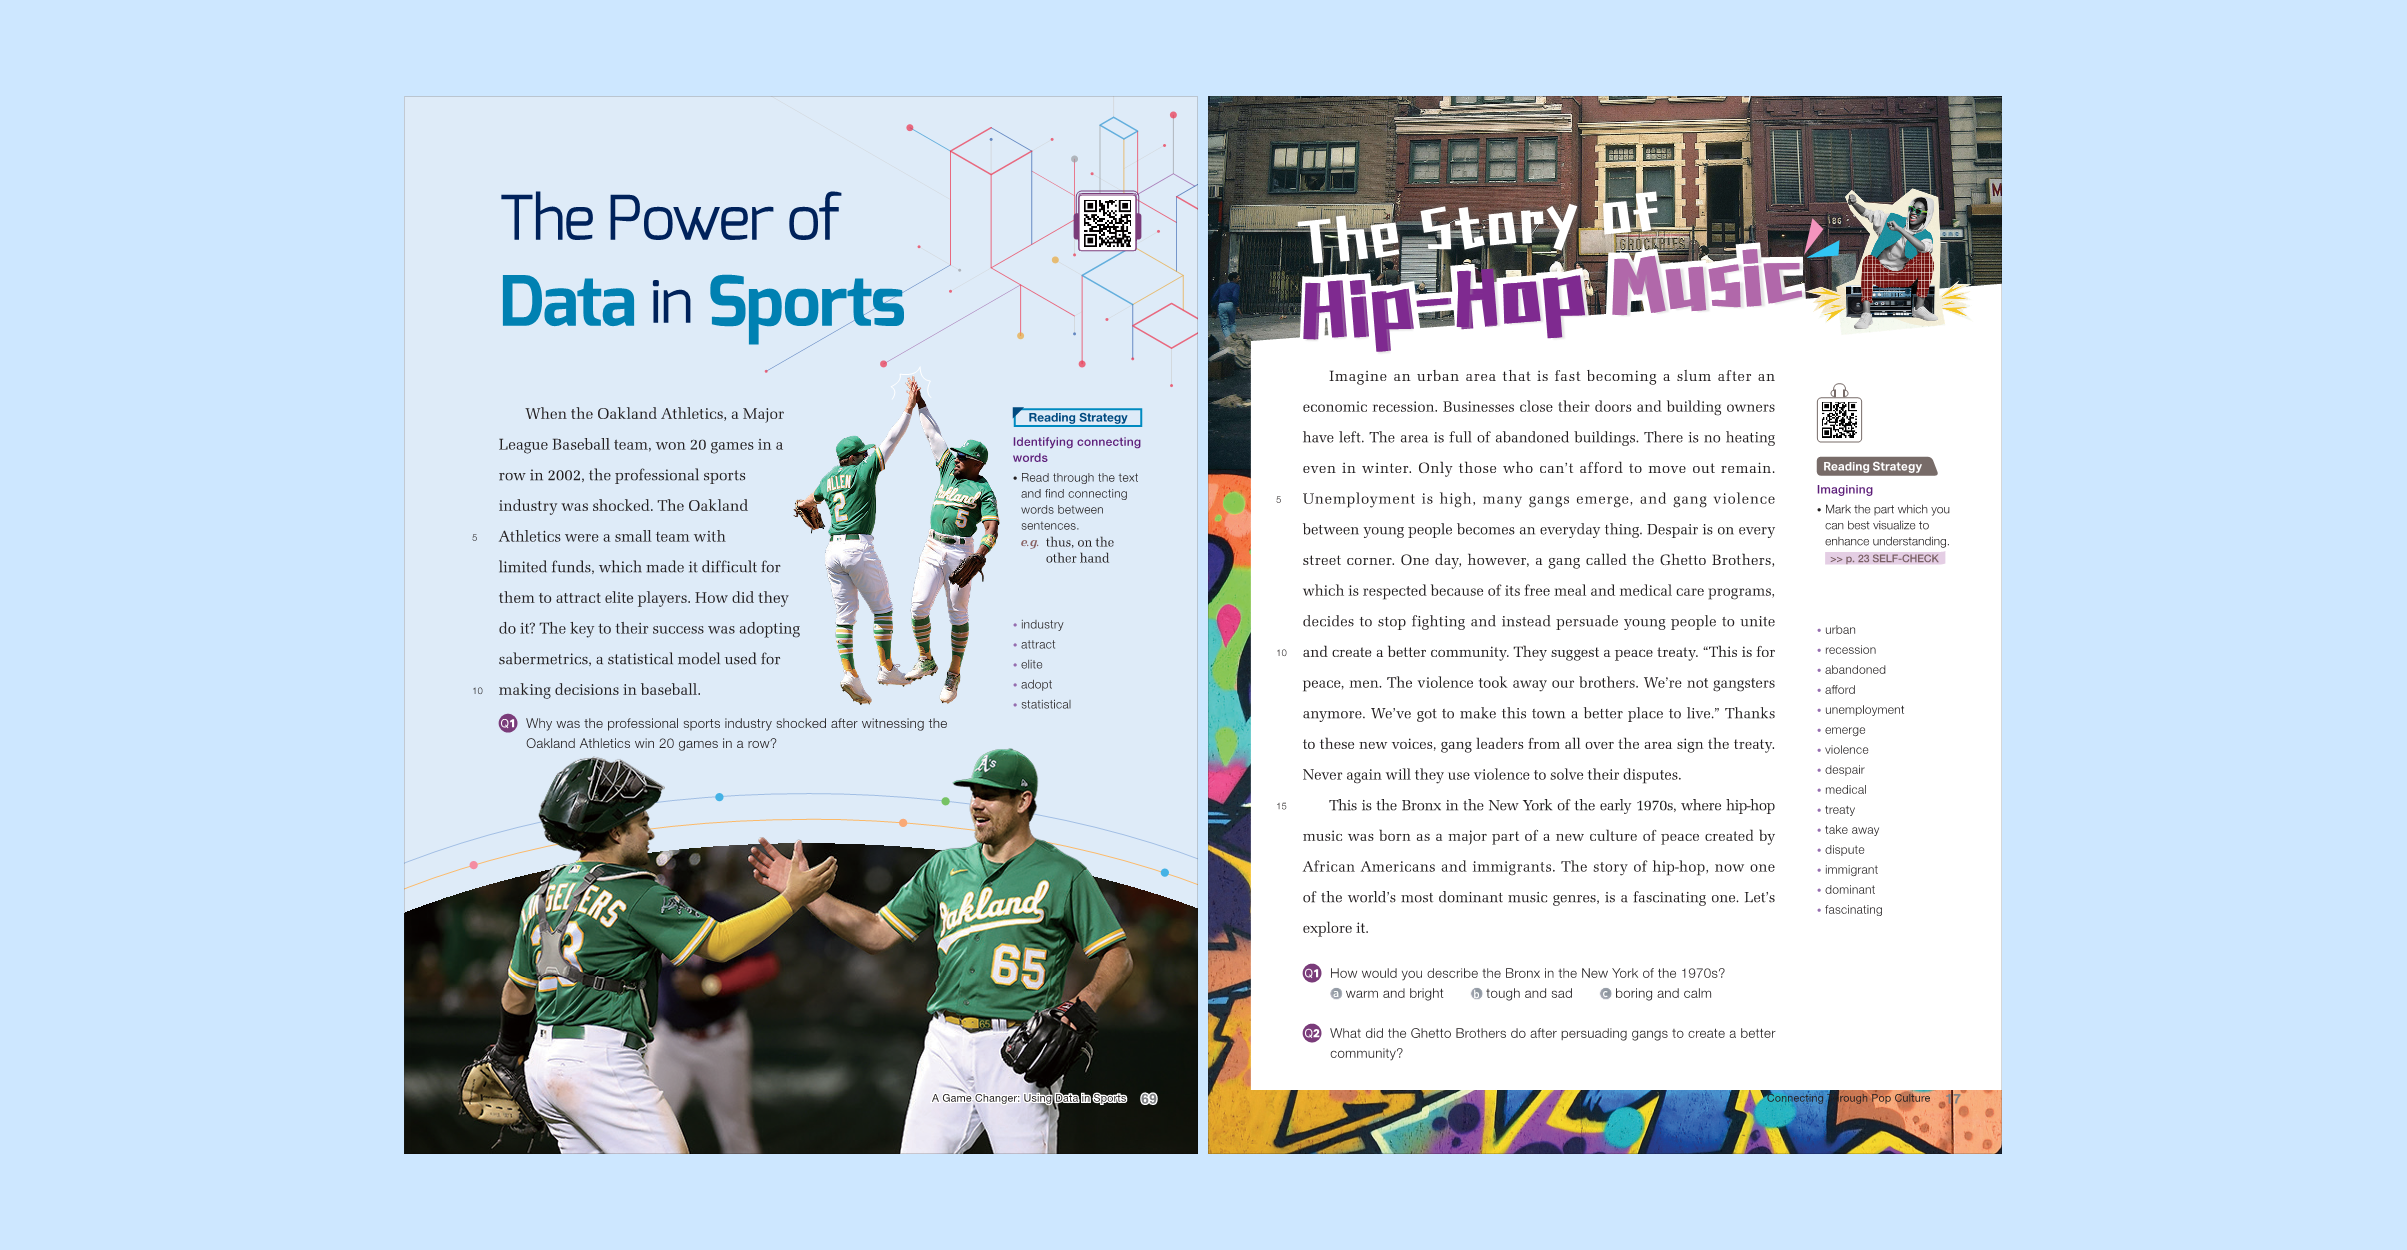 The Power of
Data in Sports
When the Oakland Athletics, a Major
League Baseball team, won 20 games in a
row in 2002, the professional sports
industry was shocked. The Oakland
5 Athletics were a small team with
limited funds, which made it difficult for
them to attract elite players. How did they
do it? The key to their success was adopting
sabermetrics, a statistical model used for
10 making decisions in baseball.
Q1 Why was the professional sports industry shocked after witnessing the
Oakland Athletics win 20 games in a row?
Reading Strategy
Identifying connecting
words
• Read through the text
and find connecting
words between
sentences.
e.g. thus, on the
other hand
• industry
• attract
• elite
• adopt
• statistical
ALLEN
2
Oakland
5
A's
Oakland
65
65
A Game Changer: Using Data in Sports 69
GROCERIES
The Story of
Hip-Hop Music
Imagine an urban area that is fast becoming a slum after an
economic recession. Businesses close their doors and building owners
have left. The area is full of abandoned buildings. There is no heating
even in winter. Only those who can't afford to move out remain.
5 Unemployment is high, many gangs emerge, and gang violence
between young people becomes an everyday thing. Despair is on every
street corner. One day, however, a gang called the Ghetto Brothers,
which is respected because of its free meal and medical care programs,
decides to stop fighting and instead persuade young people to unite
10 and create a better community. They suggest a peace treaty. “This is for
peace, men. The violence took away our brothers. We're not gangsters
anymore. We've got to make this town a better place to live.” Thanks
to these new voices, gang leaders from all over the area sign the treaty.
Never again will they use violence to solve their disputes.
15 This is the Bronx in the New York of the early 1970s, where hip-hop
music was born as a major part of a new culture of peace created by
African Americans and immigrants. The story of hip-hop, now one
of the world's most dominant music genres, is a fascinating one. Let's
explore it.
Q1 How would you describe the Bronx in the New York of the 1970s?
a warm and bright b tough and sad c boring and calm
Q2 What did the Ghetto Brothers do after persuading gangs to create a better
community?
Reading Strategy
Imagining
• Mark the part which you
can best visualize to
enhance understanding.
>> p. 23 SELF-CHECK
• urban
• recession
• abandoned
• afford
• unemployment
• emerge
• violence
• despair
• medical
• treaty
• take away
• dispute
• immigrant
• dominant
• fascinating
Connecting Through Pop Culture 17